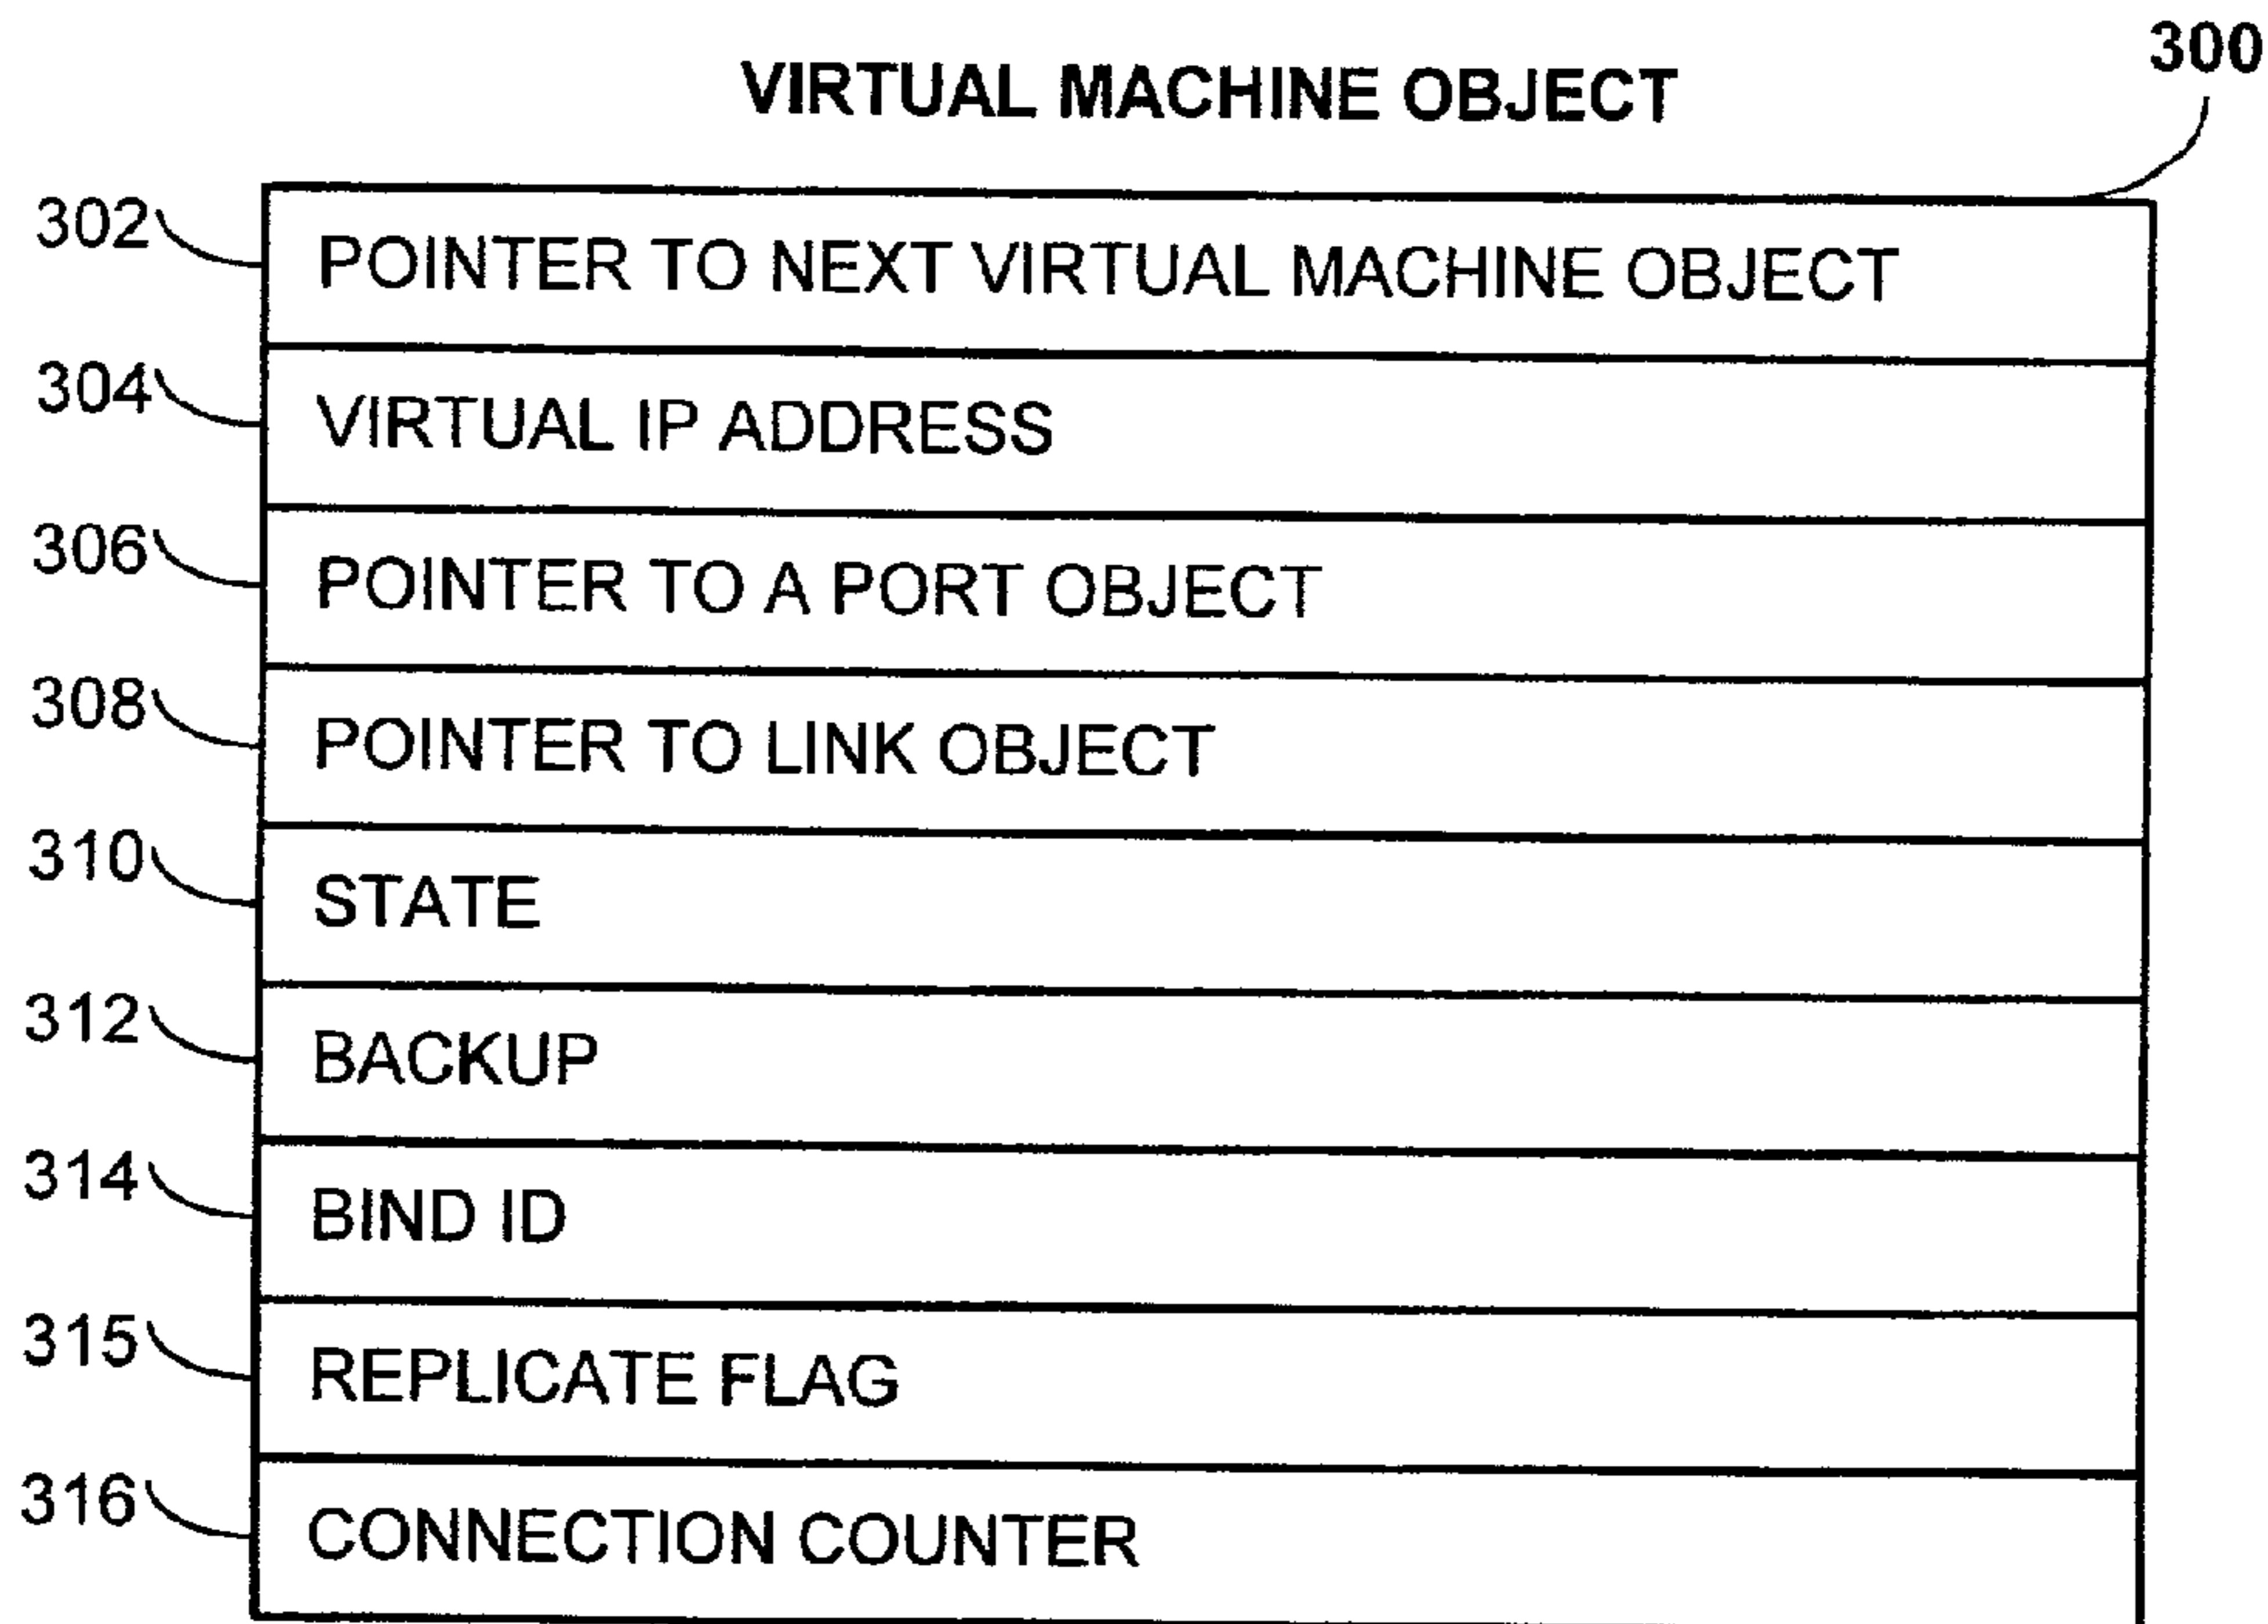 300
VIRTUAL MACHINE OBJECT
302 POINTER TO NEXT VIRTUAL MACHINE OBJECT
304 VIRTUAL IP ADDRESS
306 POINTER TO A PORT OBJECT
308 POINTER TO LINK OBJECT
310 STATE
312 BACKUP
314 BIND ID
315 REPLICATE FLAG
316 CONNECTION COUNTER